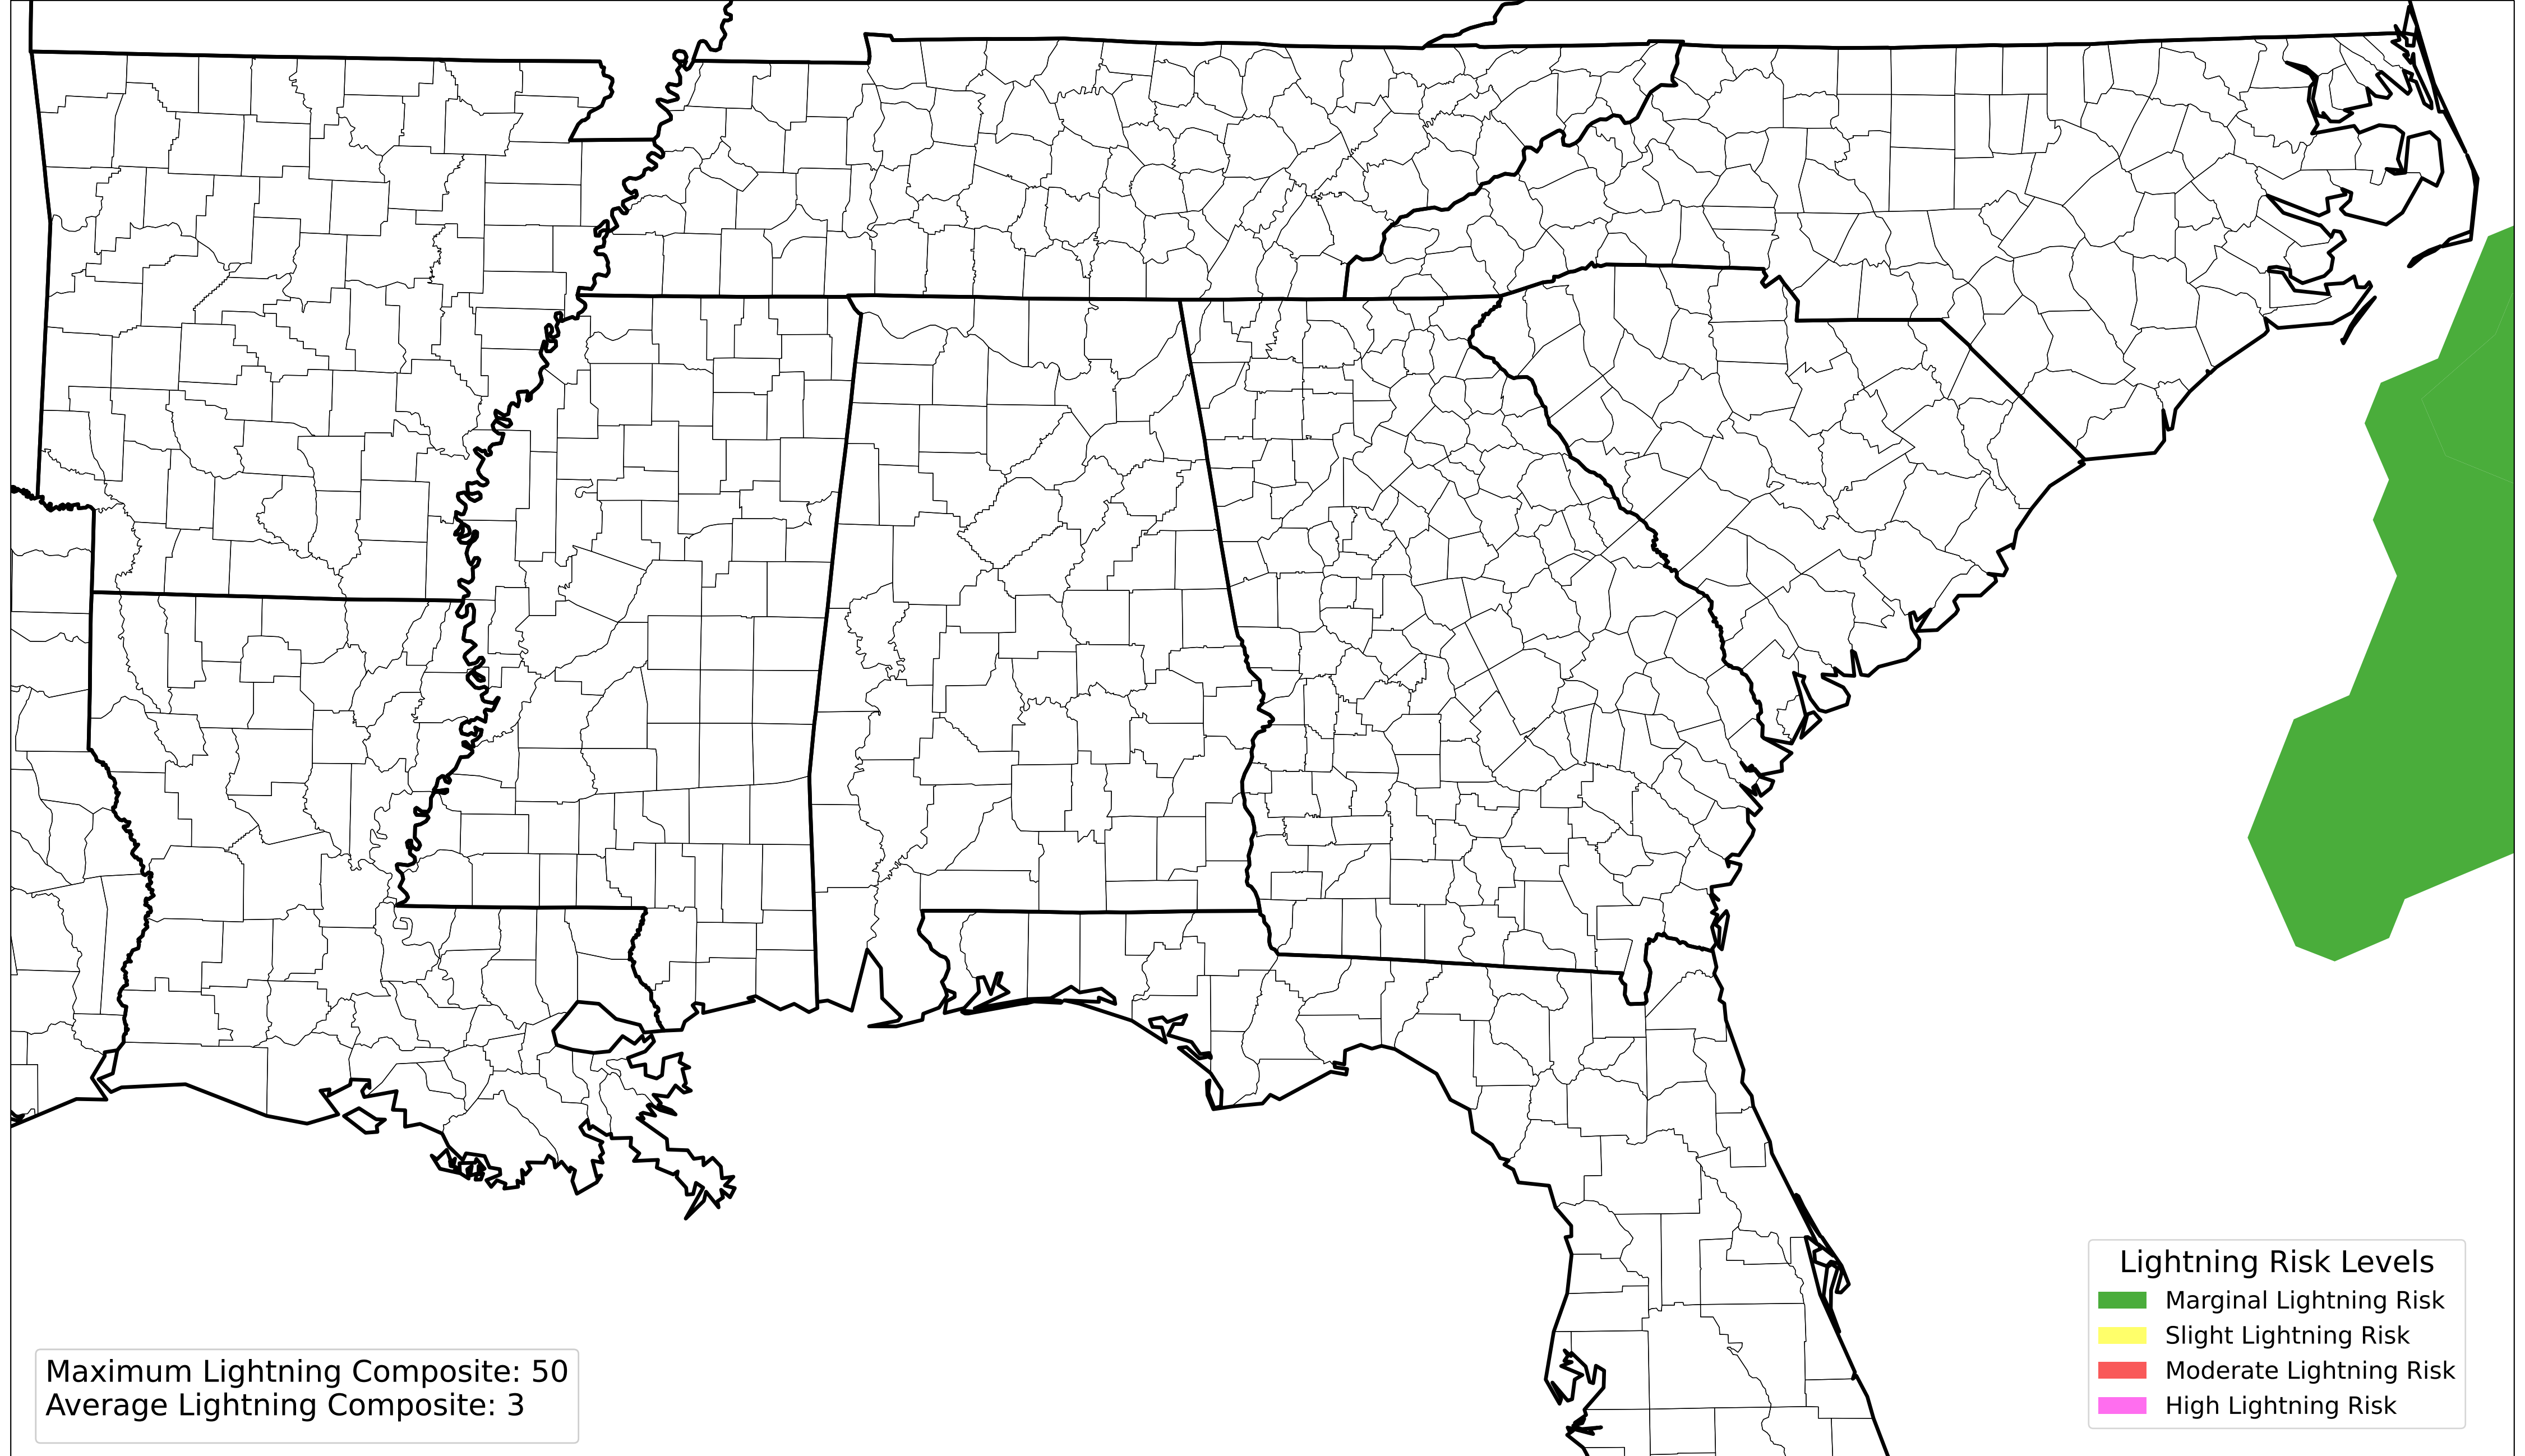 Maximum Lightning Composite: 50
Average Lightning Composite: 3
Lightning Risk Levels
Marginal Lightning Risk
Slight Lightning Risk
Moderate Lightning Risk
High Lightning Risk